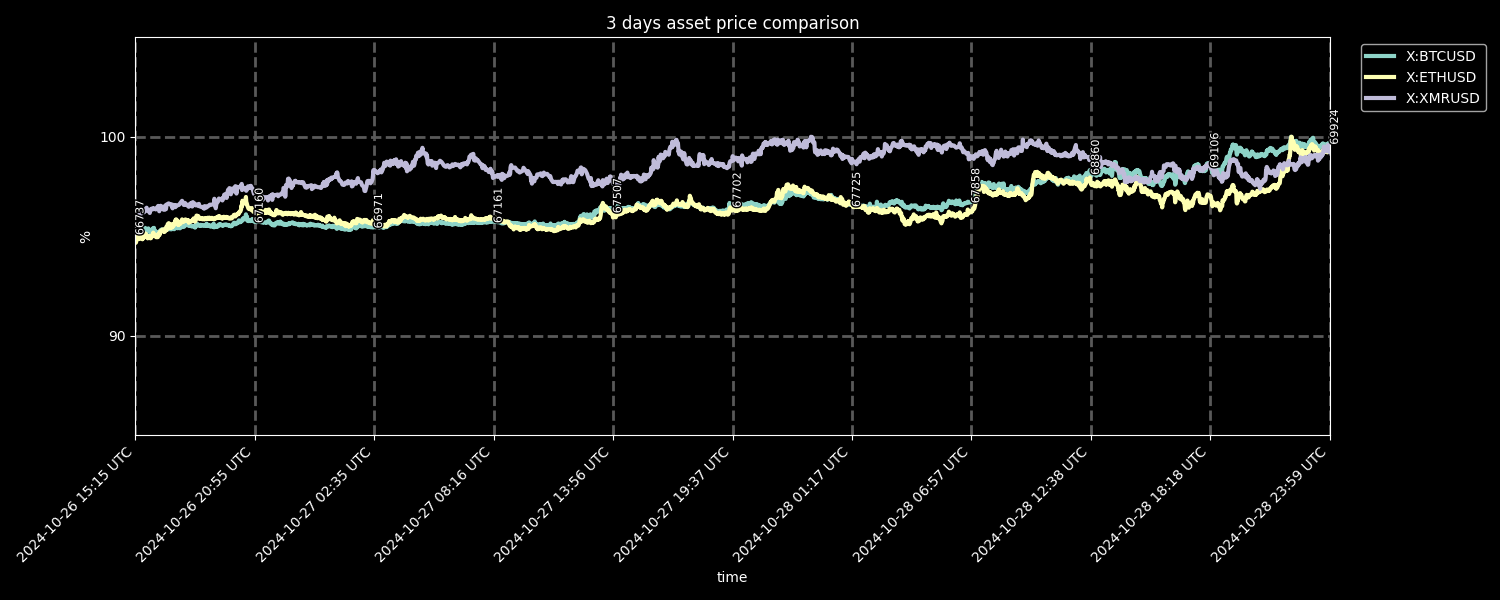 3 days asset price comparison
X:BTCUSD
X:ETHUSD
X:XMRUSD
100
90
%
66737
67160
66971
67161
67507
67702
67725
67858
68860
69106
69924
2024-10-26 15:15 UTC
2024-10-26 20:55 UTC
2024-10-27 02:35 UTC
2024-10-27 08:16 UTC
2024-10-27 13:56 UTC
2024-10-27 19:37 UTC
2024-10-28 01:17 UTC
2024-10-28 06:57 UTC
2024-10-28 12:38 UTC
2024-10-28 18:18 UTC
2024-10-28 23:59 UTC
time